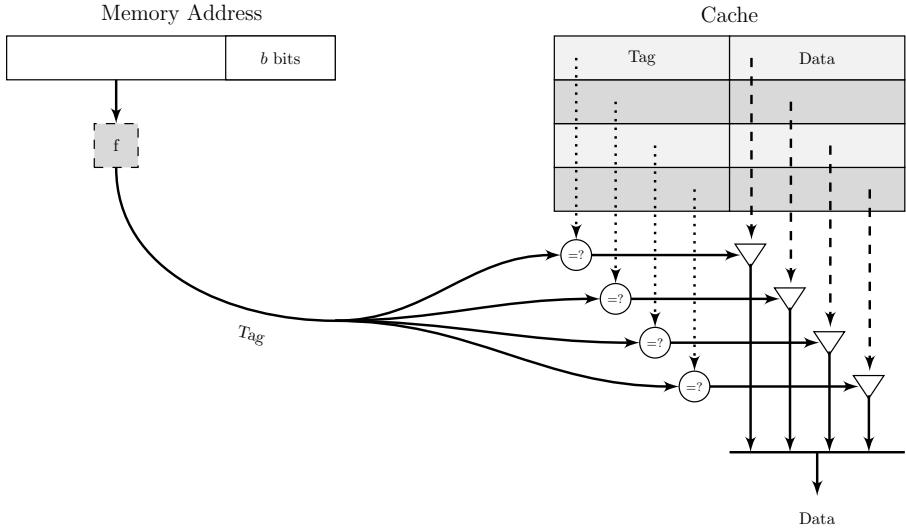 Memory Address
Cache
b bits
Tag
Data
f
=?
=?
=?
=?
Tag
Data